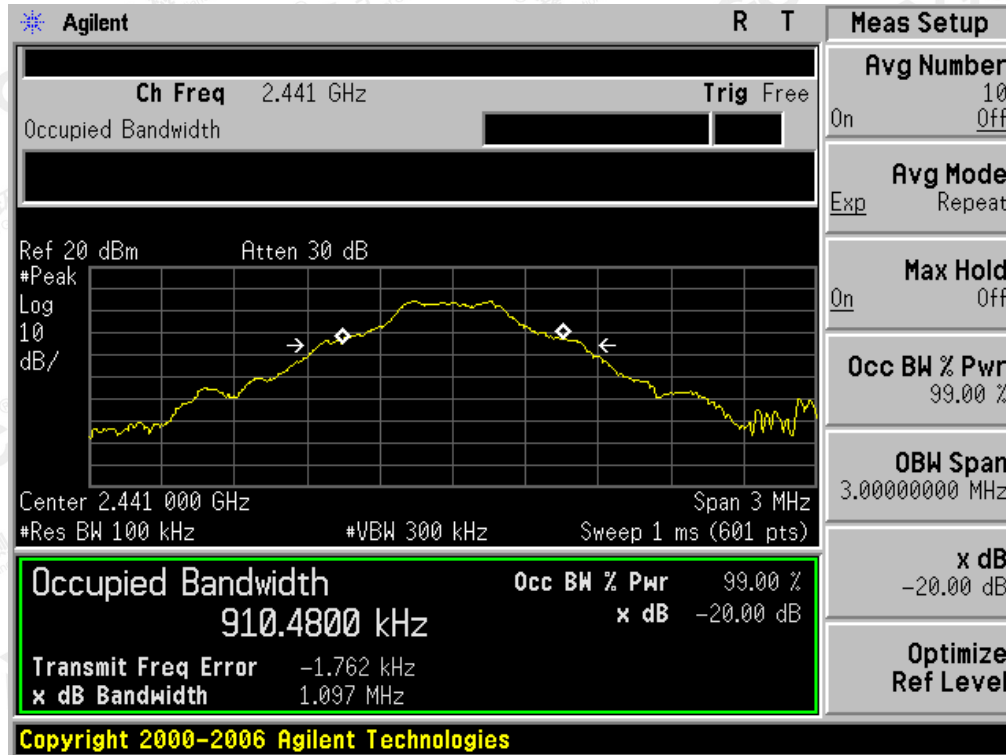 Agilent R T Meas Setup
Ch Freq 2.441 GHz Trig Free
Occupied Bandwidth
Avg Number
10
On Off
Avg Mode
Exp Repeat
Max Hold
On Off
Occ BW % Pwr
99.00 %
OBW Span
3.00000000 MHz
x dB
-20.00 dB
Optimize
Ref Level
Ref 20 dBm Atten 30 dB
#Peak
Log
10
dB/
Center 2.441 000 GHz Span 3 MHz
#Res BW 100 kHz #VBW 300 kHz Sweep 1 ms (601 pts)
Occupied Bandwidth
910.4800 kHz
Occ BW % Pwr 99.00 %
x dB -20.00 dB
Transmit Freq Error -1.762 kHz
x dB Bandwidth 1.097 MHz
Copyright 2000-2006 Agilent Technologies